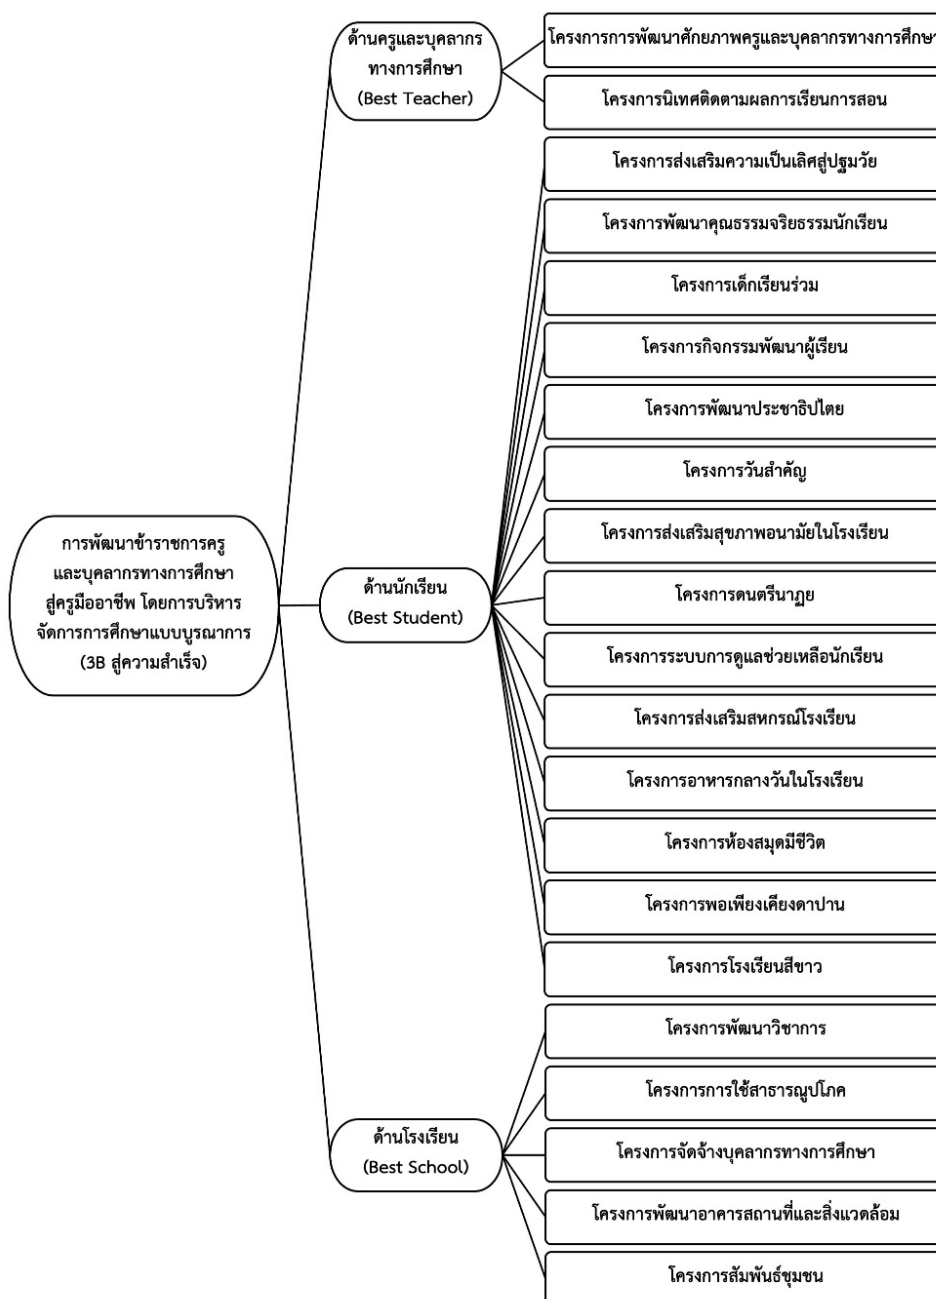 ด้านครูและบุคลากร
ทางการศึกษา
(Best Teacher)
โครงการการพัฒนาศักยภาพครูและบุคลากรทางการศึกษา
โครงการนิเทศติดตามผลการเรียนการสอน
โครงการส่งเสริมความเป็นเลิศสู่ปฐมวัย
โครงการพัฒนาคุณธรรมจริยธรรมนักเรียน
โครงการเด็กเรียนร่วม
โครงการกิจกรรมพัฒนาผู้เรียน
โครงการพัฒนาประชาธิปไตย
โครงการวันสำคัญ
โครงการส่งเสริมสุขภาพอนามัยในโรงเรียน
การพัฒนาข้าราชการครู
และบุคลากรทางการศึกษา
สู่ครูมืออาชีพ โดยการบริหาร
จัดการการศึกษาแบบบูรณาการ
(3B สู่ความสำเร็จ)
ด้านนักเรียน
(Best Student)
โครงการดนตรีนาฏย
โครงการระบบการดูแลช่วยเหลือนักเรียน
โครงการส่งเสริมสหกรณ์โรงเรียน
โครงการอาหารกลางวันในโรงเรียน
โครงการห้องสมุดมีชีวิต
โครงการพอเพียงเคียงดาปาน
โครงการโรงเรียนสีขาว
โครงการพัฒนาวิชาการ
โครงการการใช้สาธารณูปโภค
ด้านโรงเรียน
(Best School)
โครงการจัดจ้างบุคลากรทางการศึกษา
โครงการพัฒนาอาคารสถานที่และสิ่งแวดล้อม
โครงการสัมพันธ์ชุมชน